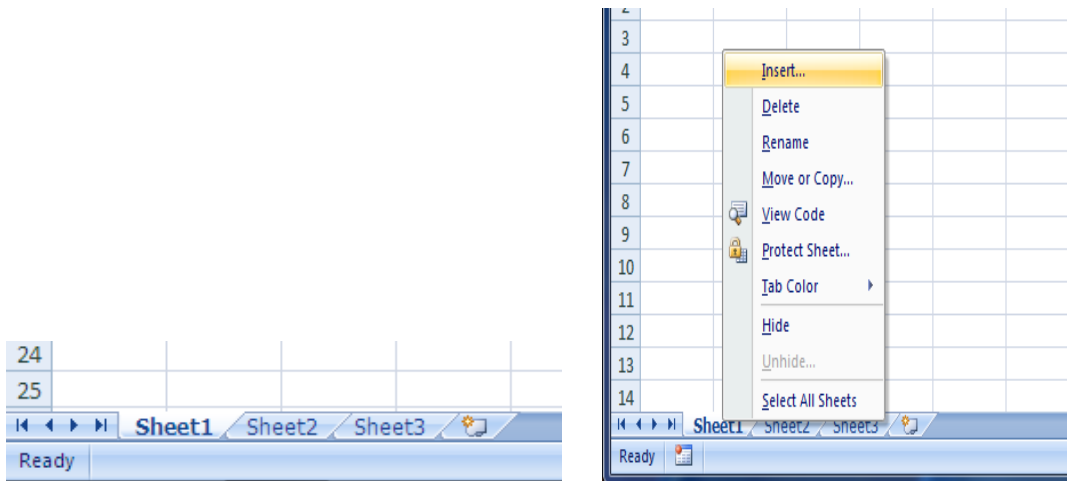 24
25
Sheet1 Sheet2 Sheet3
Ready
3
4
5
6
7
8
9
10
11
12
13
14
Insert...
Delete
Rename
Move or Copy...
View Code
Protect Sheet...
Tab Color
Hide
Unhide...
Select All Sheets
Sheet1 Sheet2 Sheet3
Ready